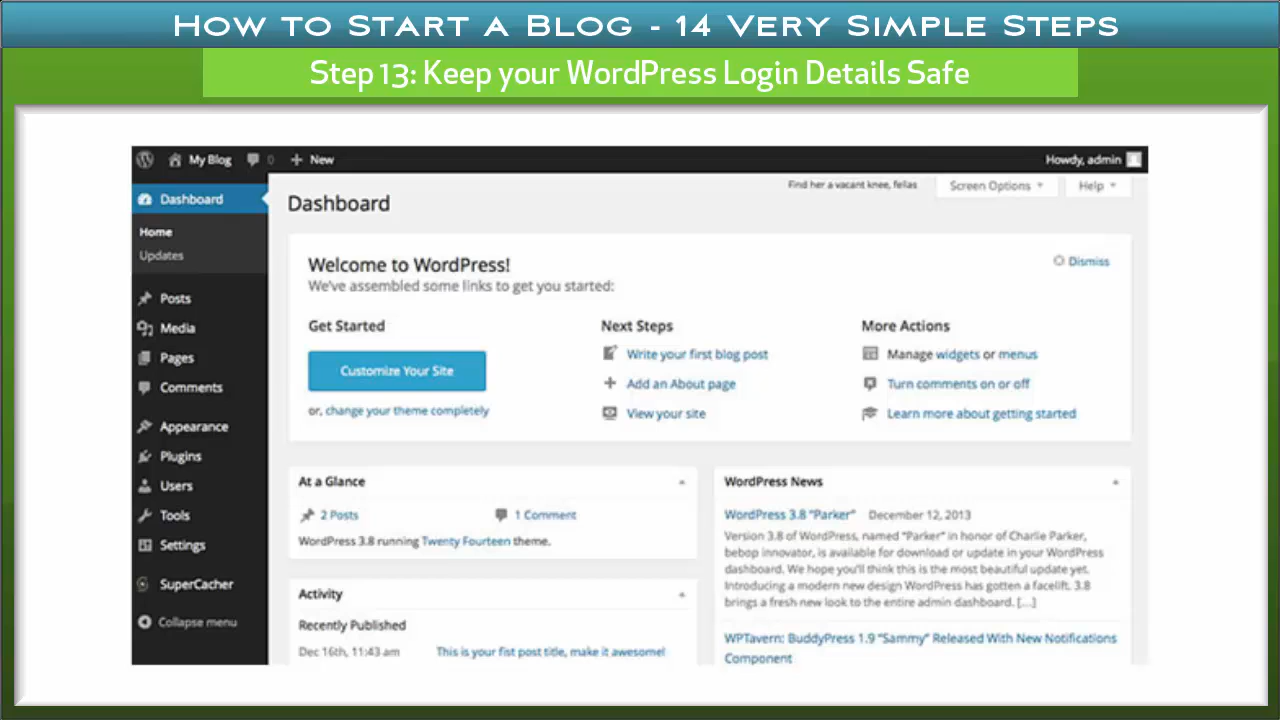 How to Start a Blog - 14 Very Simple Steps
Step 13: Keep your WordPress Login Details Safe
My Blog 0 + New Howdy, admin
Find her a vacant knee, fellas Screen Options Help
Dashboard
Home
Updates
Posts
Media
Pages
Comments
Appearance
Plugins
Users
Tools
Settings
SuperCacher
Collapse menu
Dashboard
Welcome to WordPress!
Dismiss
We've assembled some links to get you started:
Get Started
Customize Your Site
or, change your theme completely
Next Steps
Write your first blog post
Add an About page
View your site
More Actions
Manage widgets or menus
Turn comments on or off
Learn more about getting started
At a Glance
2 Posts 1 Comment
WordPress 3.8 running Twenty Fourteen theme.
Activity
Recently Published
Dec 16th, 11:43 am This is your fist post title, make it awesome!
WordPress News
WordPress 3.8 "Parker" December 12, 2013
Version 3.8 of WordPress, named "Parker" in honor of Charlie Parker,
bebop innovator, is available for download or update in your WordPress
dashboard. We hope you'll think this is the most beautiful update yet.
Introducing a modern new design WordPress has gotten a facelift. 3.8
brings a fresh new look to the entire admin dashboard. [...]
WPTavern: BuddyPress 1.9 "Sammy" Released With New Notifications
Component